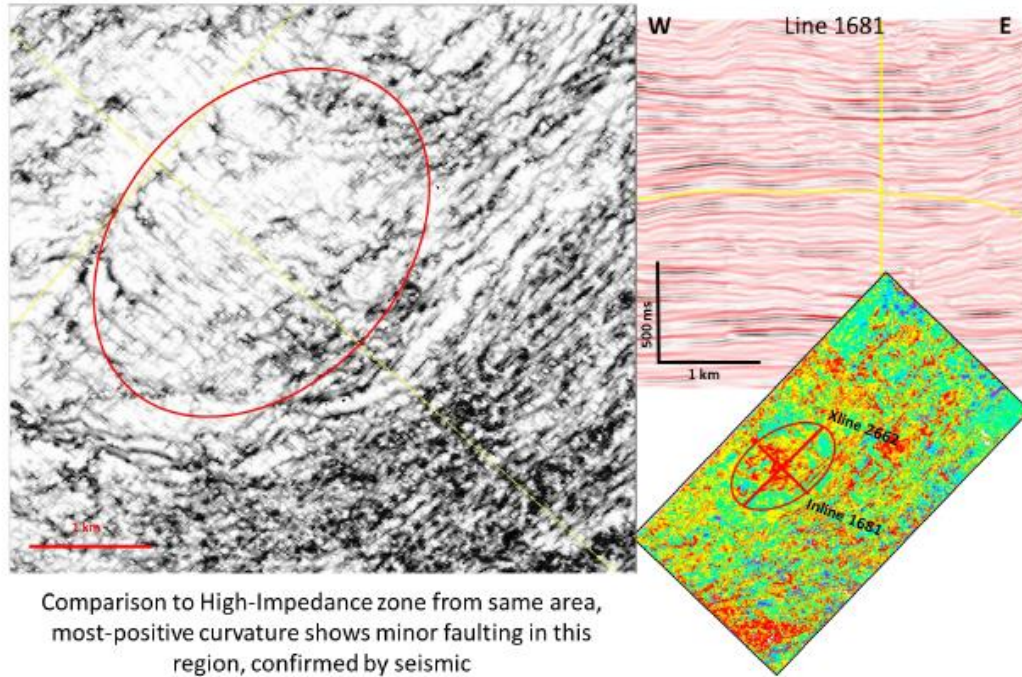 W Line 1681 E
500 ms
1 km
Xline 2662
Inline 1681
1 km
Comparison to High-Impedance zone from same area,
most-positive curvature shows minor faulting in this
region, confirmed by seismic